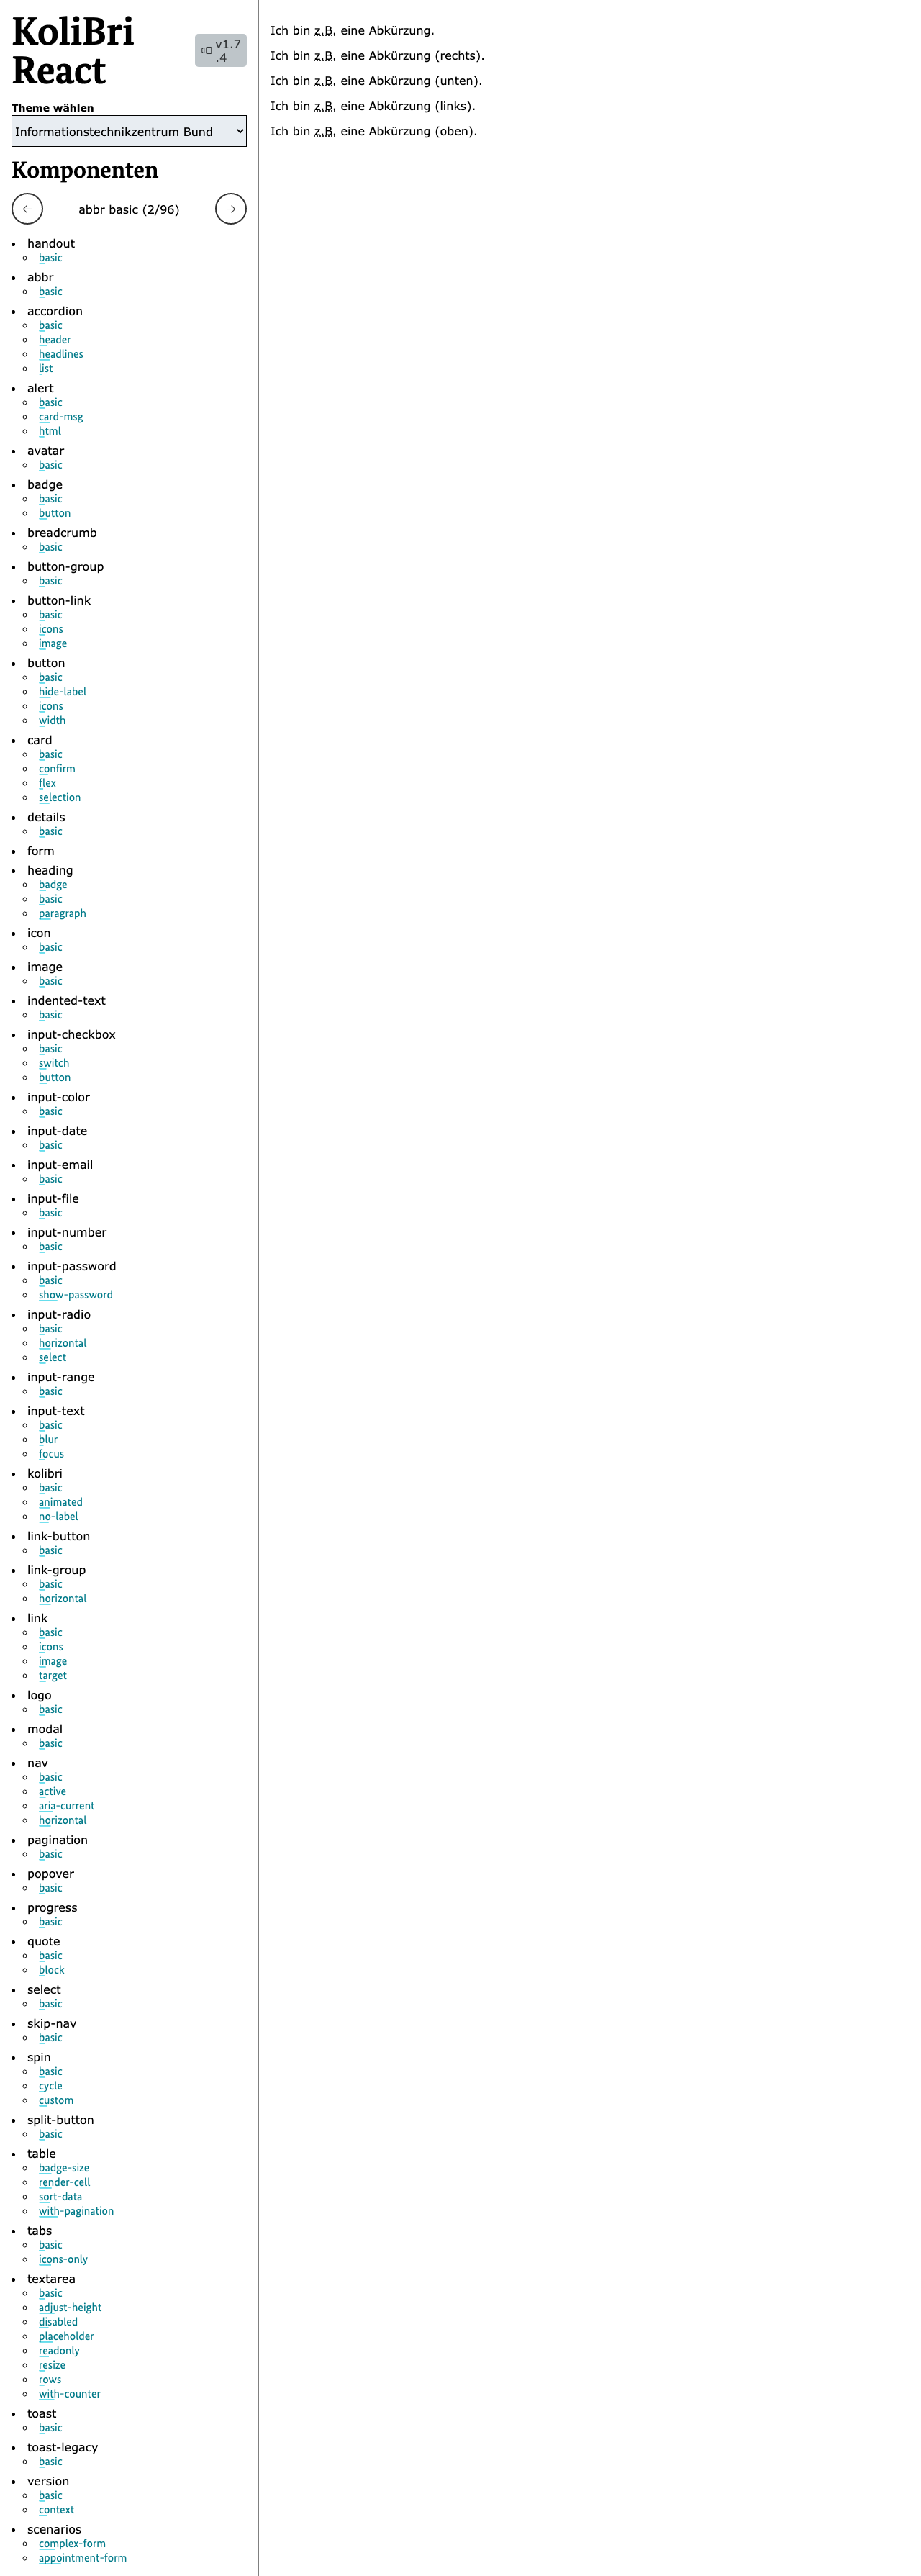 KoliBri
React
v1.7
.4
Theme wählen
Informationstechnikzentrum Bund
Komponenten
abbr basic (2/96)
handout
basic
abbr
basic
accordion
basic
header
headlines
list
alert
basic
card-msg
html
avatar
basic
badge
basic
button
breadcrumb
basic
button-group
basic
button-link
basic
icons
image
button
basic
hide-label
icons
width
card
basic
confirm
flex
selection
details
basic
form
heading
badge
basic
paragraph
icon
basic
image
basic
indented-text
basic
input-checkbox
basic
switch
button
input-color
basic
input-date
basic
input-email
basic
input-file
basic
input-number
basic
input-password
basic
show-password
input-radio
basic
horizontal
select
input-range
basic
input-text
basic
blur
focus
kolibri
basic
animated
no-label
link-button
basic
link-group
basic
horizontal
link
basic
icons
image
target
logo
basic
modal
basic
nav
basic
active
aria-current
horizontal
pagination
basic
popover
basic
progress
basic
quote
basic
block
select
basic
skip-nav
basic
spin
basic
cycle
custom
split-button
basic
table
badge-size
render-cell
sort-data
with-pagination
tabs
basic
icons-only
textarea
basic
adjust-height
disabled
placeholder
readonly
resize
rows
with-counter
toast
basic
toast-legacy
basic
version
basic
context
scenarios
complex-form
appointment-form
Ich bin z.B. eine Abkürzung.
Ich bin z.B. eine Abkürzung (rechts).
Ich bin z.B. eine Abkürzung (unten).
Ich bin z.B. eine Abkürzung (links).
Ich bin z.B. eine Abkürzung (oben).